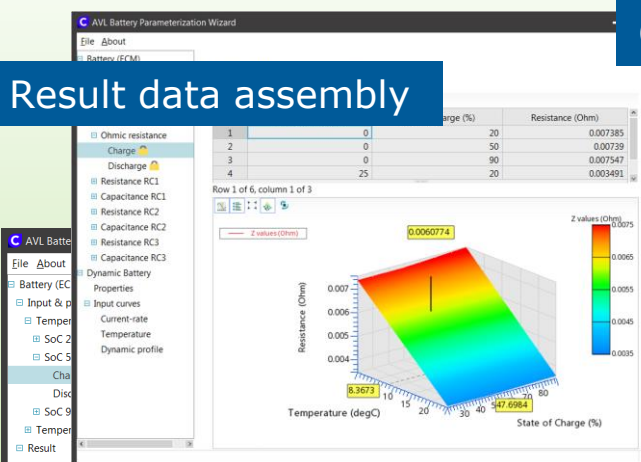 AVL Battery Parameterization Wizard
File About
Battery (ECM)
Result data assembly
arge (%) Resistance (Ohm)
Ohmic resistance
Charge
Discharge
Resistance RC1
Capacitance RC1
Resistance RC2
Capacitance RC2
Resistance RC3
Capacitance RC3
Dynamic Battery
Properties
Input curves
Current-rate
Temperature
Dynamic profile
1 0 20 0.007385
2 0 50 0.00739
3 0 90 0.007547
4 25 20 0.003491
Row 1 of 6, column 1 of 3
Z values (Ohm)
0.0060774
Z values (Ohm)
0.0075
0.0065
0.0055
0.0045
0.0035
Resistance (Ohm)
0.007
0.006
0.005
0.004
8.3673
10
15
20
Temperature (degC)
30 40 547.6984 70 80
State of Charge (%)
AVL Batte
File About
Battery (EC
Input & p
Temper
SoC 2
SoC 5
Cha
Disc
SoC 9
Temper
Result